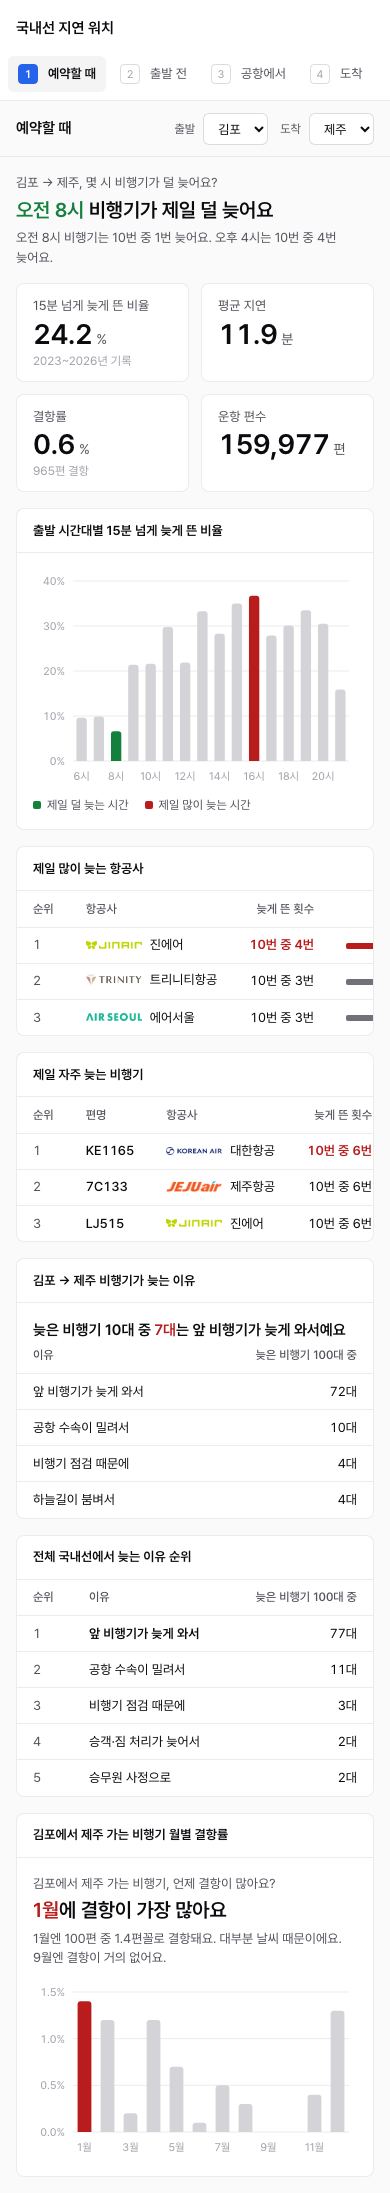 국내선 지연 워치
1 예약할 때 2 출발 전 3 공항에서 4 도착
예약할 때 출발 김포 도착 제주
김포 → 제주, 몇 시 비행기가 덜 늦어요?
오전 8시 비행기가 제일 덜 늦어요
오전 8시 비행기는 10번 중 1번 늦어요. 오후 4시는 10번 중 4번
늦어요.
15분 넘게 늦게 뜬 비율
24.2 %
2023~2026년 기록
평균 지연
11.9 분
결항률
0.6 %
965편 결항
운항 편수
159,977 편
출발 시간대별 15분 넘게 늦게 뜬 비율
40%
30%
20%
10%
0%
6시 8시 10시 12시 14시 16시 18시 20시
제일 덜 늦는 시간 제일 많이 늦는 시간
제일 많이 늦는 항공사
순위 항공사 늦게 뜬 횟수
1 JINAIR 진에어 10번 중 4번
2 TRINITY 트리니티항공 10번 중 3번
3 AIR SEOUL 에어서울 10번 중 3번
제일 자주 늦는 비행기
순위 편명 항공사 늦게 뜬 횟수
1 KE1165 KOREAN AIR 대한항공 10번 중 6번
2 7C133 JEJUair 제주항공 10번 중 6번
3 LJ515 JINAIR 진에어 10번 중 6번
김포 → 제주 비행기가 늦는 이유
늦은 비행기 10대 중 7대는 앞 비행기가 늦게 와서예요
이유 늦은 비행기 100대 중
앞 비행기가 늦게 와서 72대
공항 수속이 밀려서 10대
비행기 점검 때문에 4대
하늘길이 붐벼서 4대
전체 국내선에서 늦는 이유 순위
순위 이유 늦은 비행기 100대 중
1 앞 비행기가 늦게 와서 77대
2 공항 수속이 밀려서 11대
3 비행기 점검 때문에 3대
4 승객·짐 처리가 늦어서 2대
5 승무원 사정으로 2대
김포에서 제주 가는 비행기 월별 결항률
김포에서 제주 가는 비행기, 언제 결항이 많아요?
1월에 결항이 가장 많아요
1월엔 100편 중 1.4편꼴로 결항돼요. 대부분 날씨 때문이에요.
9월엔 결항이 거의 없어요.
1.5%
1.0%
0.5%
0.0%
1월 3월 5월 7월 9월 11월